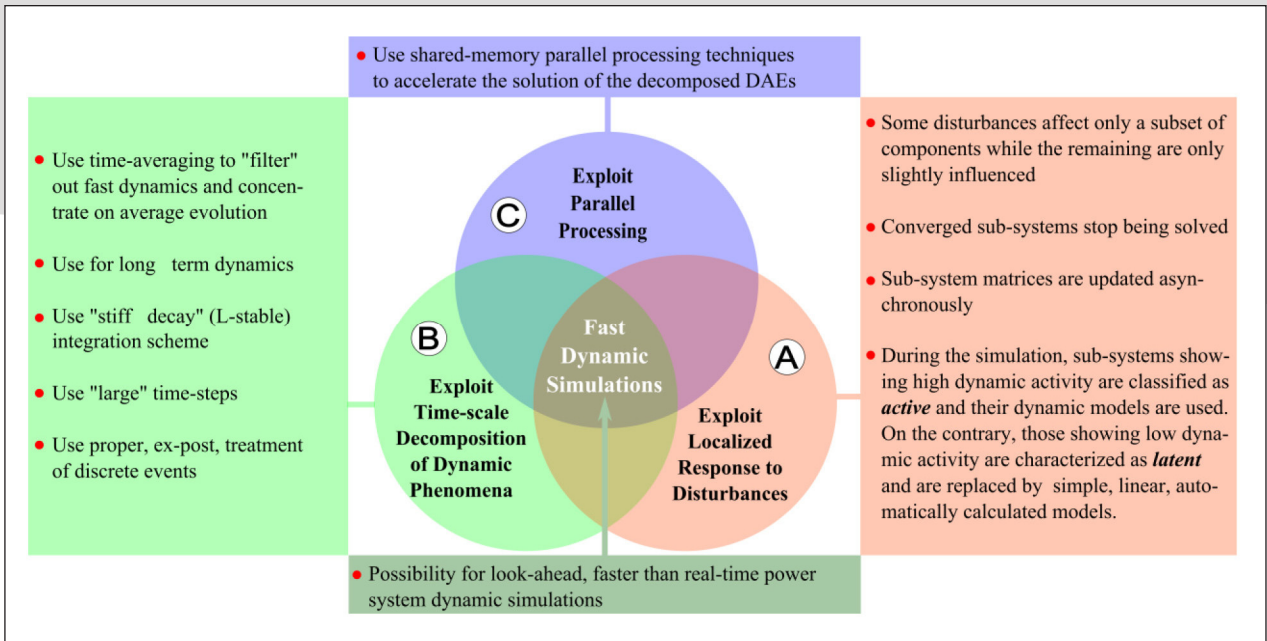 ● Use shared-memory parallel processing techniques
to accelerate the solution of the decomposed DAEs
● Use time-averaging to "filter"
out fast dynamics and concen-
trate on average evolution
● Use for long term dynamics
● Use "stiff decay" (L-stable)
integration scheme
● Use "large" time-steps
● Use proper, ex-post, treatment
of discrete events
C
Exploit
Parallel
Processing
B
Exploit
Time-scale
Decomposition
of Dynamic
Phenomena
Fast
Dynamic
Simulations
A
Exploit
Localized
Response to
Disturbances
● Some disturbances affect only a subset of
components while the remaining are only
slightly influenced
● Converged sub-systems stop being solved
● Sub-system matrices are updated asyn-
chronously
● During the simulation, sub-systems show-
ing high dynamic activity are classified as
active and their dynamic models are used.
On the contrary, those showing low dyna-
mic activity are characterized as latent
and are replaced by simple, linear, auto-
matically calculated models.
● Possibility for look-ahead, faster than real-time power
system dynamic simulations